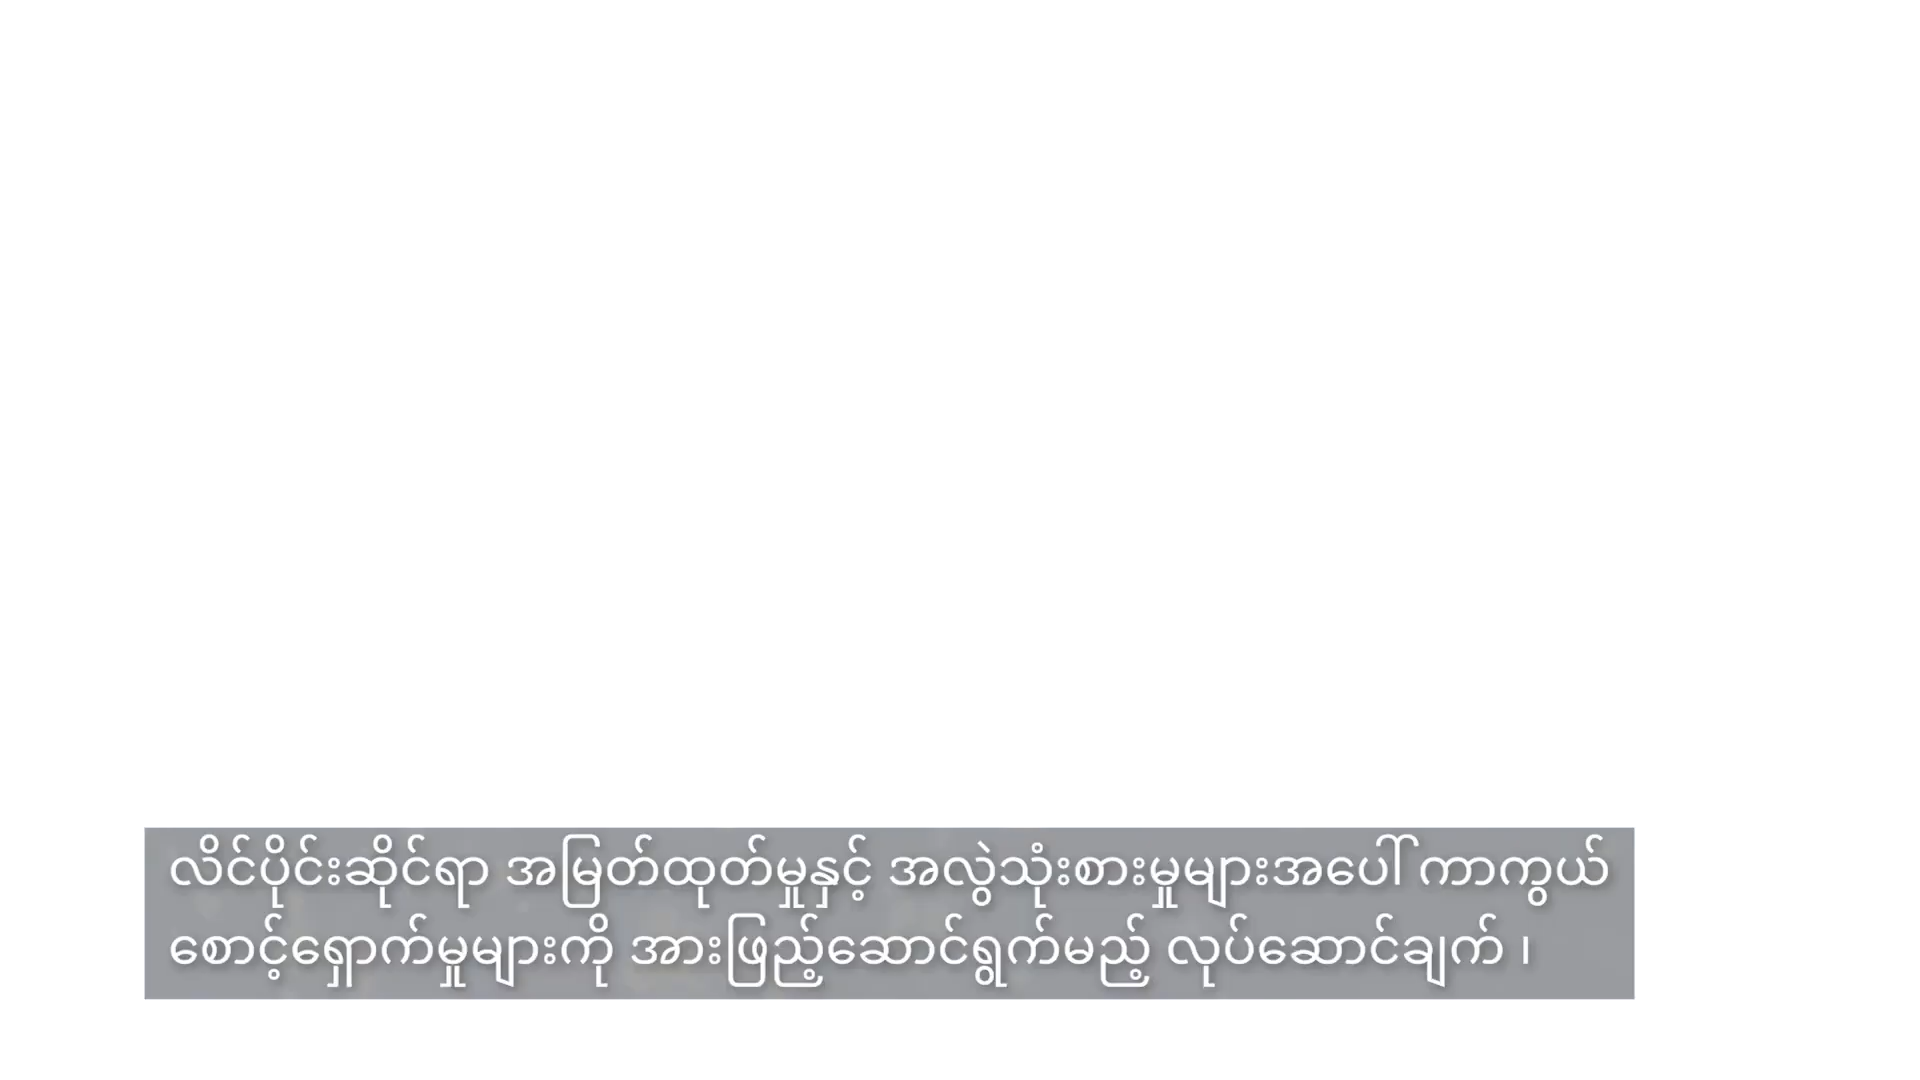 လိင်ပိုင်းဆိုင်ရာ အမြတ်ထုတ်မှုနှင့် အလွဲသုံးစားမှုများအပေါ် ကာကွယ်
စောင့်ရှောက်မှုများကို အားဖြည့်ဆောင်ရွက်မည့် လုပ်ဆောင်ချက် ၊